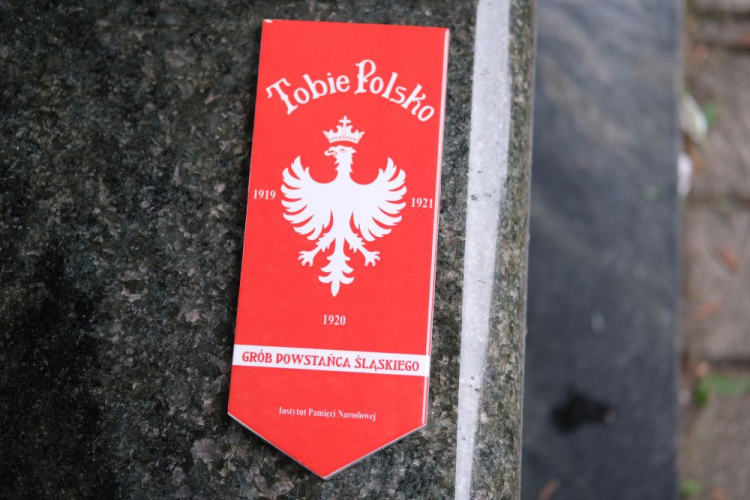 Tobie Polsko
1919
1921
1920
GRÓB POWSTAŃCA ŚLĄSKIEGO
Instytut Pamięci Narodowej